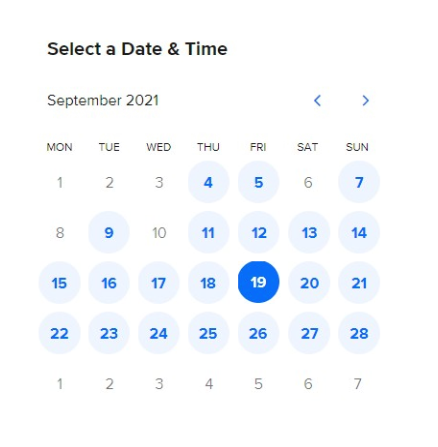 Select a Date & Time
September 2021
MON TUE WED THU FRI SAT SUN
1 2 3 4 5 6 7
8 9 10 11 12 13 14
15 16 17 18 19 20 21
22 23 24 25 26 27 28
1 2 3 4 5 6 7